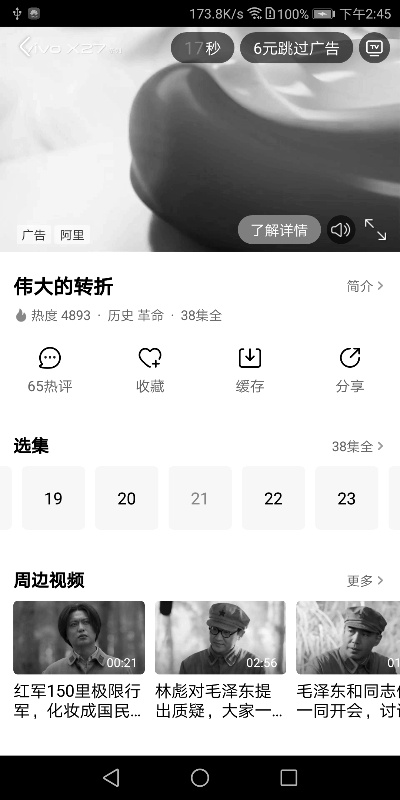 173.8K/s 100% 下午2:45
vivo X27
17秒
6元跳过广告
TV
广告 阿里
了解详情
伟大的转折
简介
热度 4893 · 历史 革命 · 38集全
65热评
收藏
缓存
分享
选集
38集全
19
20
21
22
23
周边视频
更多
00:21
02:56
01
红军150里极限行
军，化妆成国民...
林彪对毛泽东提
出质疑，大家一...
毛泽东和同志
一同开会，讨